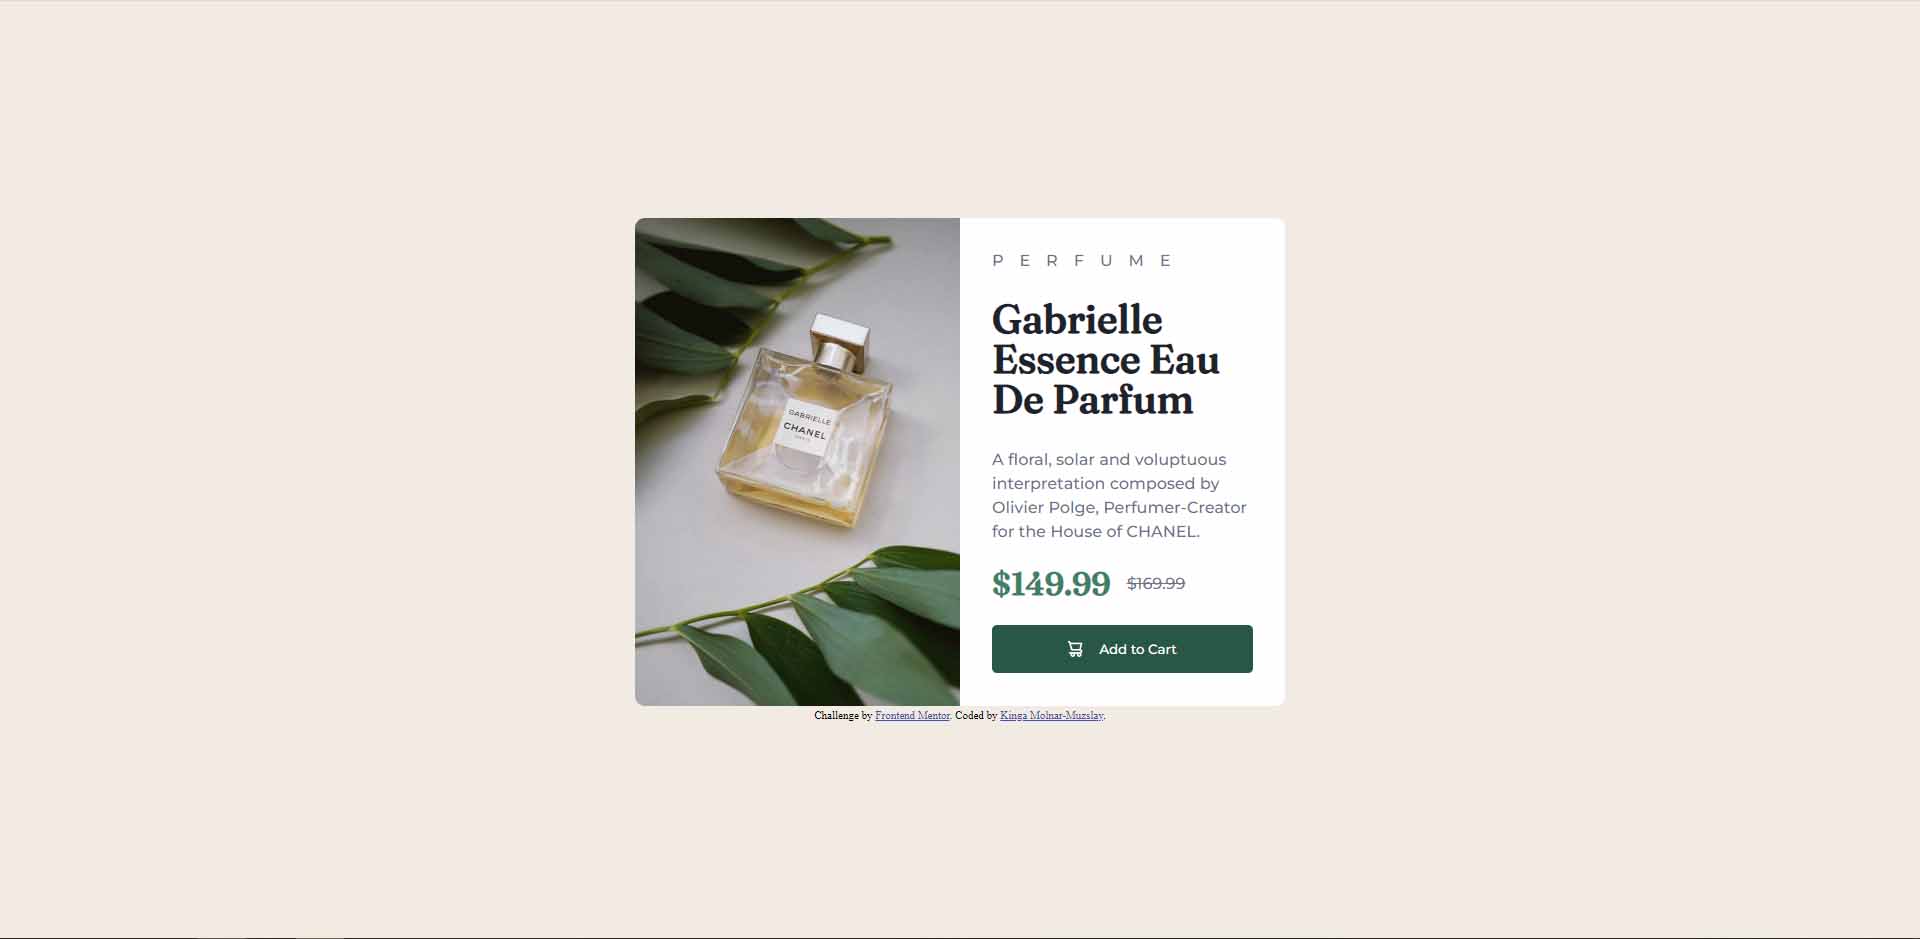 P E R F U M E
Gabrielle
Essence Eau
De Parfum
A floral, solar and voluptuous
interpretation composed by
Olivier Polge, Perfumer-Creator
for the House of CHANEL.
$149.99 $169.99
Add to Cart
GABRIELLE
CHANEL
PARIS
Challenge by Frontend Mentor. Coded by Kinga Molnar-Muzslay.